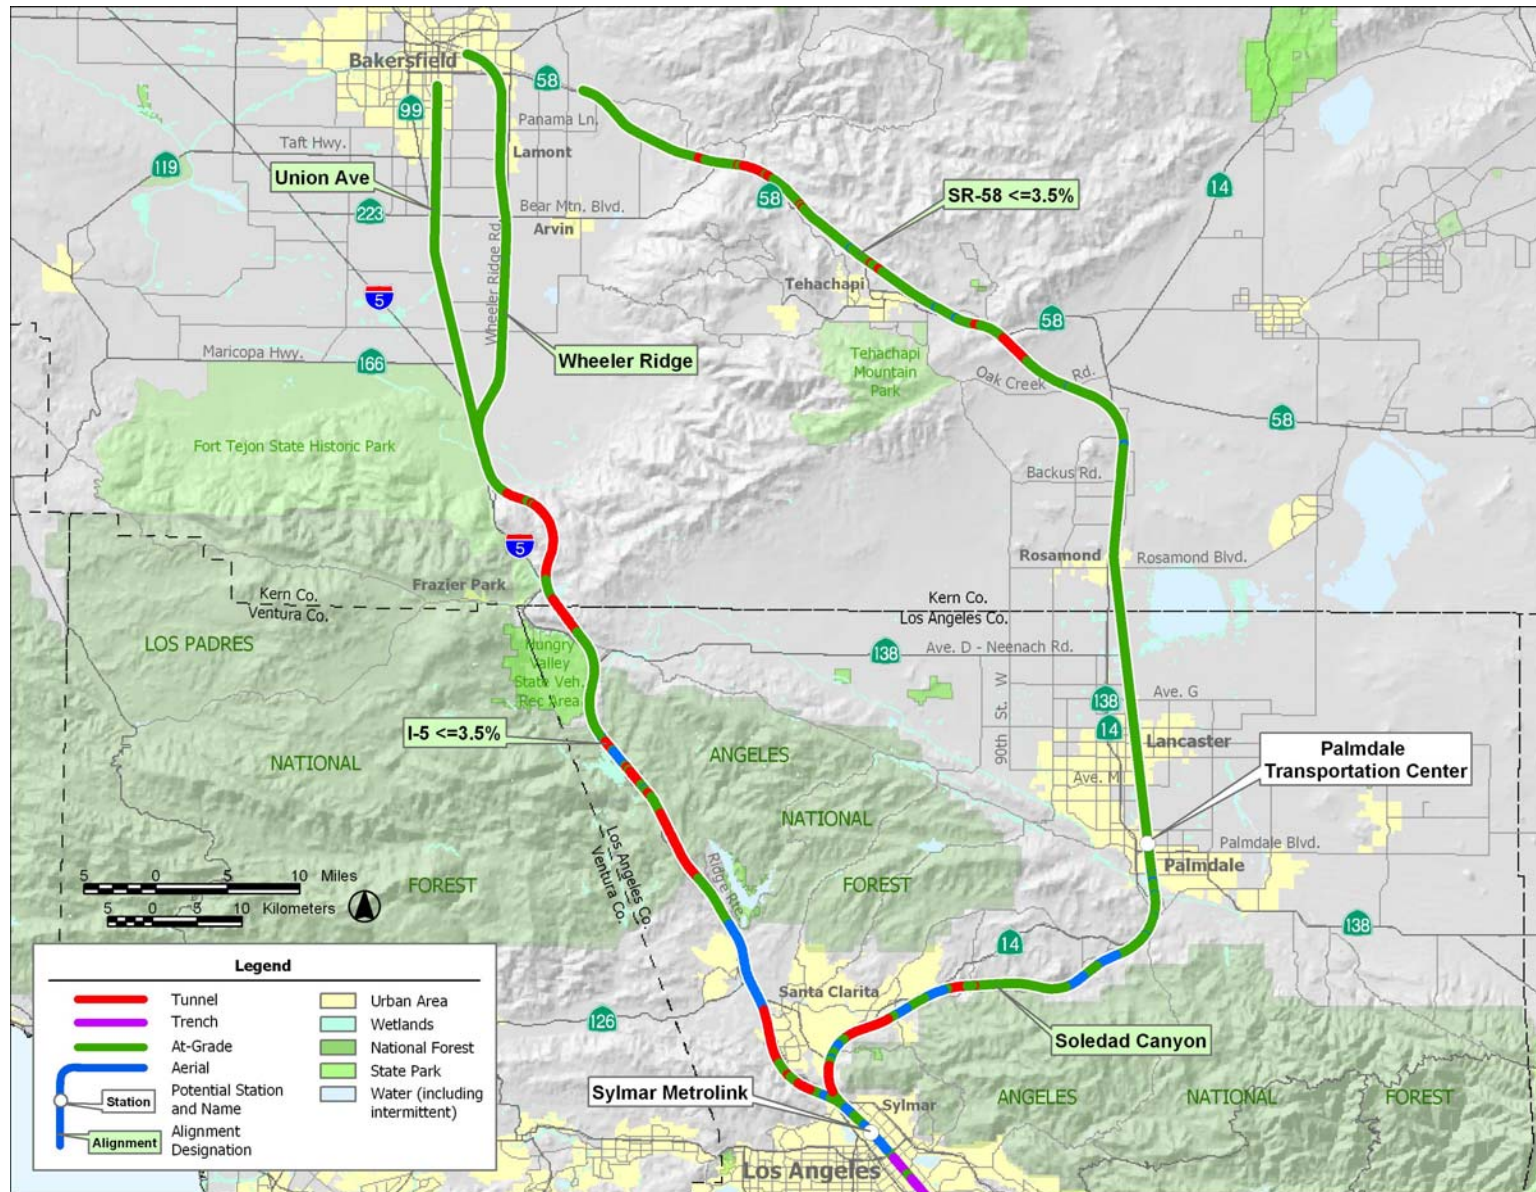 Bakersfield
58
99
Panama Ln.
Taft Hwy.
Lamont
119
Union Ave
58
SR-58 <=3.5%
14
223
Bear Mtn. Blvd.
Arvin
Wheeler Ridge Rd.
5
Tehachapi
58
Maricopa Hwy.
166
Wheeler Ridge
Tehachapi
Mountain
Park
Oak Creek Rd.
58
Fort Tejon State Historic Park
Backus Rd.
5
Rosamond
Rosamond Blvd.
Frazier Park
Kern Co.
Ventura Co.
Kern Co.
Los Angeles Co.
LOS PADRES
Hungry
Valley
State Veh.
Rec Area
138
Ave. D - Neenach Rd.
90th St. W
138
Ave. G
14
I-5 <=3.5%
Lancaster
Palmdale
Transportation Center
NATIONAL
ANGELES
Ave. M
NATIONAL
Los Angeles Co.
Ventura Co.
Palmdale Blvd.
Palmdale
Ridge Rte.
FOREST
FOREST
5 0 5 10 Miles
5 0 5 10 Kilometers
138
14
Santa Clarita
126
Soledad Canyon
Sylmar Metrolink
Sylmar
ANGELES
NATIONAL
FOREST
Los Angeles
Legend
Tunnel
Trench
At-Grade
Aerial
Station
Potential Station
and Name
Alignment
Alignment
Designation
Urban Area
Wetlands
National Forest
State Park
Water (including
intermittent)